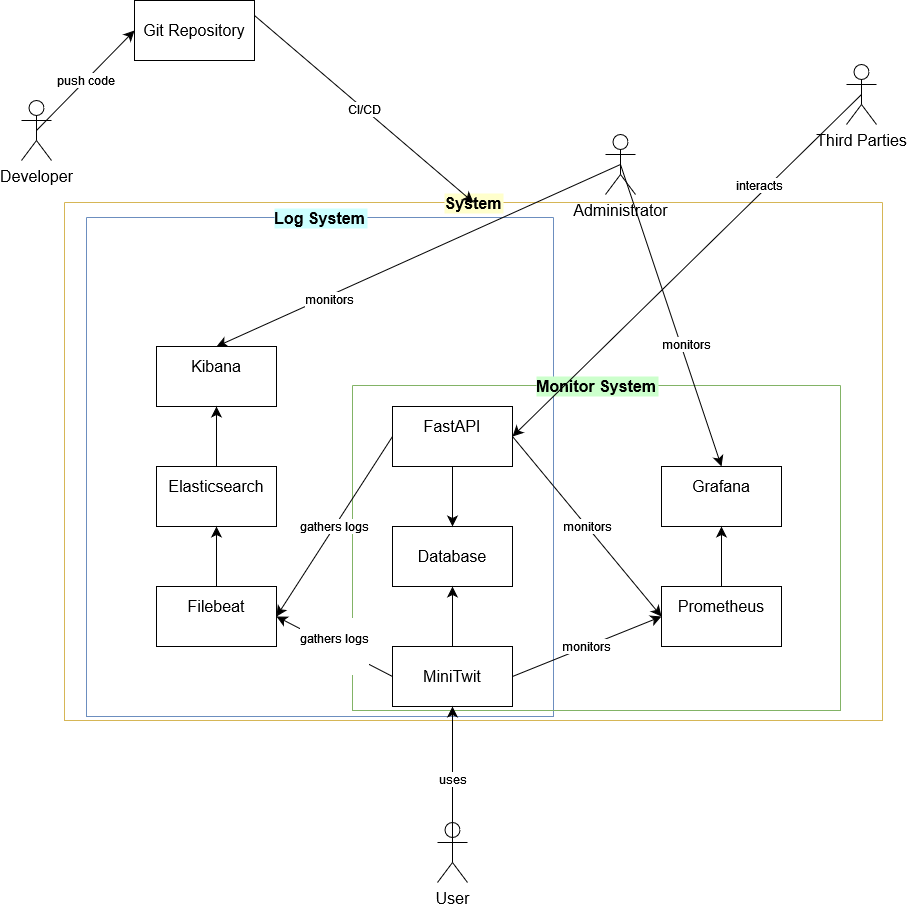 Git Repository
push code
CI/CD
Developer
Third Parties
interacts
Administrator
System
Log System
monitors
monitors
Kibana
Monitor System
FastAPI
Elasticsearch
Grafana
gathers logs
monitors
Database
Filebeat
Prometheus
gathers logs
monitors
MiniTwit
uses
User